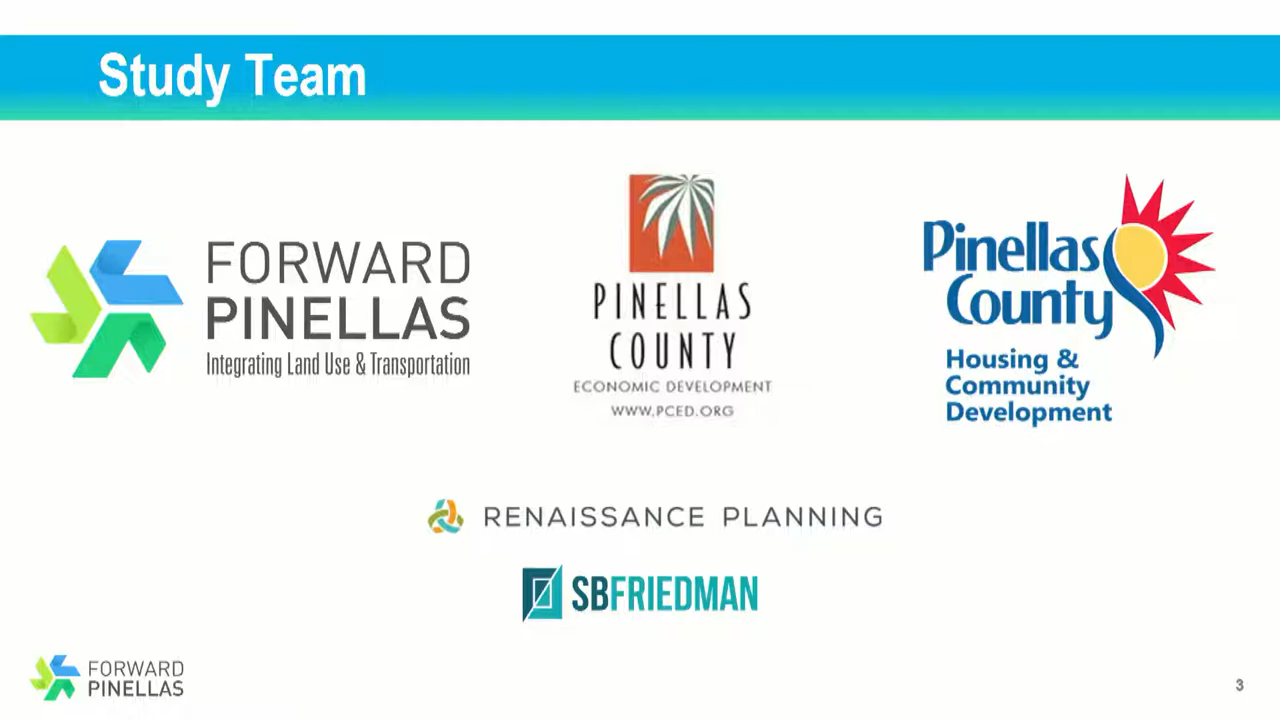 Study Team
FORWARD
PINELLAS
Integrating Land Use & Transportation
PINELLAS
COUNTY
ECONOMIC DEVELOPMENT
WWW.PCED.ORG
Pinellas
County
Housing &
Community
Development
RENAISSANCE PLANNING
SBFRIEDMAN
FORWARD
PINELLAS
3